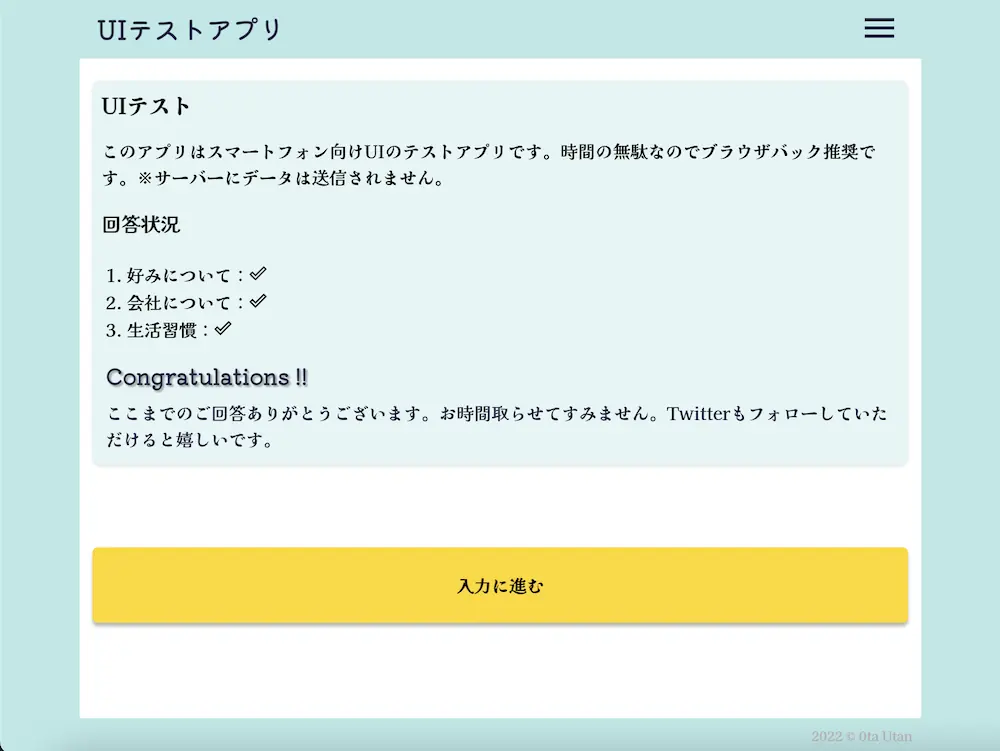 UIテストアプリ
UIテスト
このアプリはスマートフォン向けUIのテストアプリです。時間の無駄なのでブラウザバック推奨で
す。※サーバーにデータは送信されません。
回答状況
1. 好みについて：✓
2. 会社について：✓
3. 生活習慣：✓
Congratulations !!
ここまでのご回答ありがとうございます。お時間取らせてすみません。Twitterもフォローしていた
だけると嬉しいです。
入力に進む
2022 © 0ta Utan